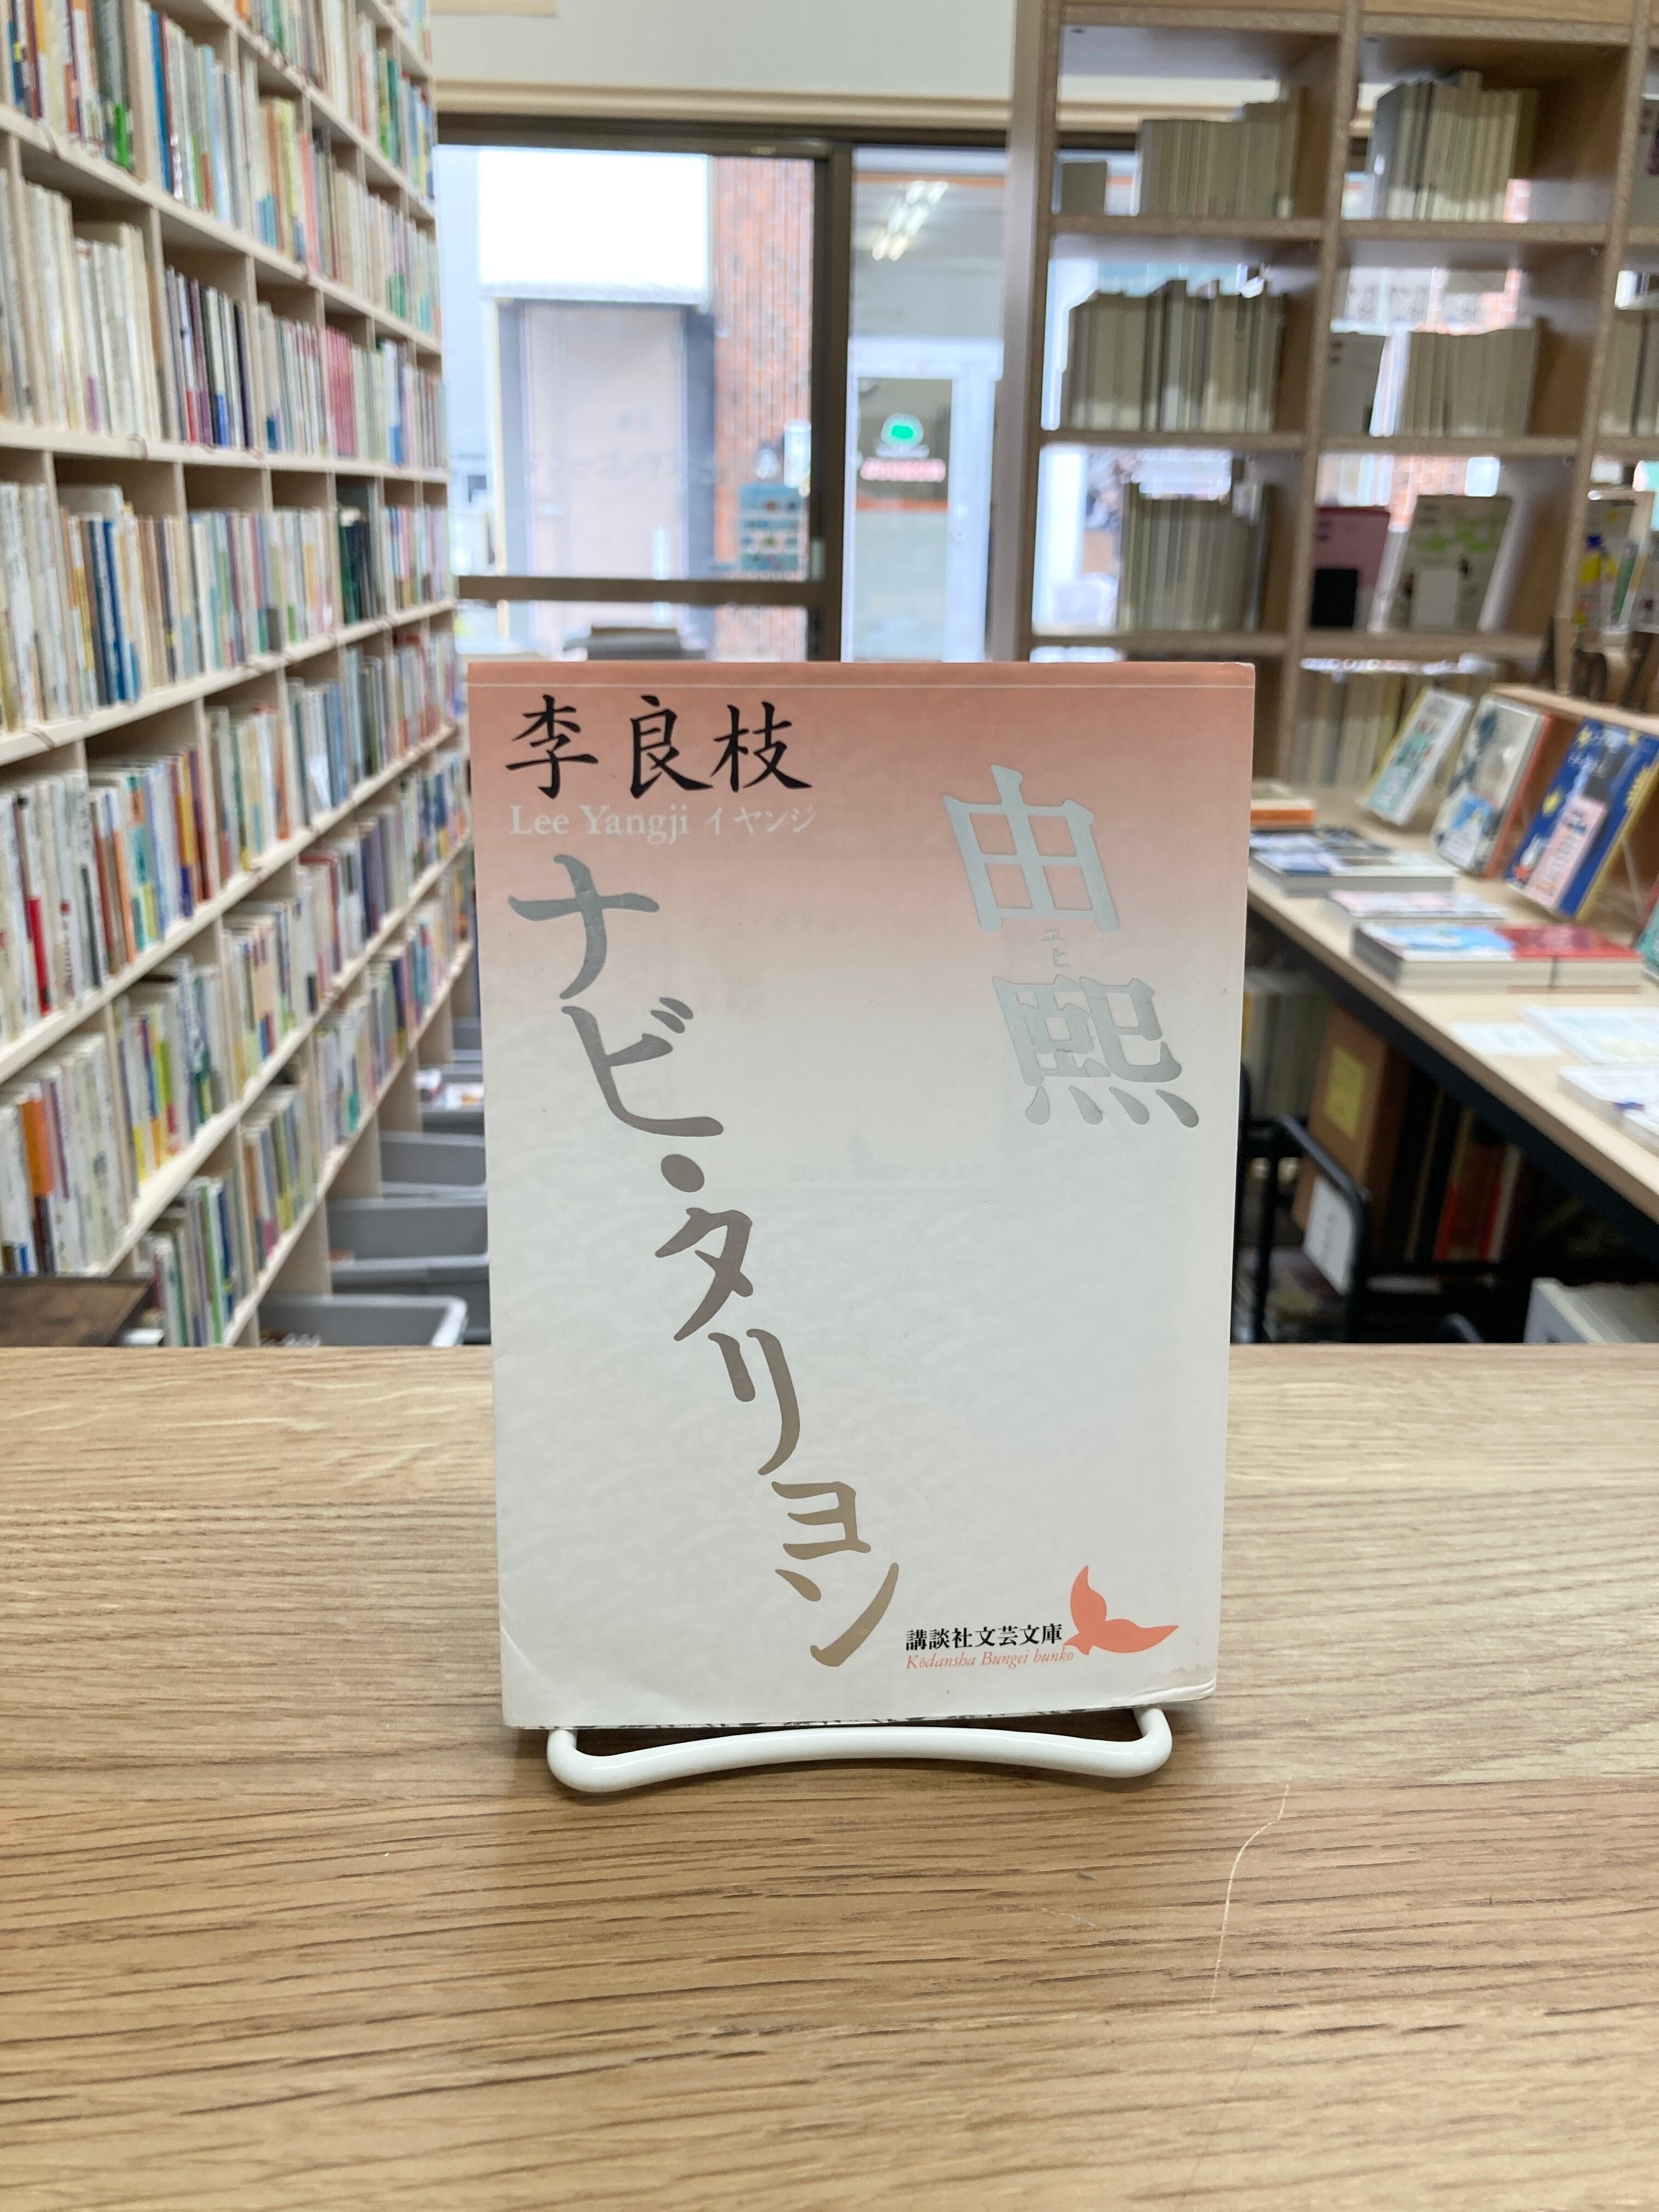 李良枝
Lee Yangji イヤンジ
由熙
ユヒ
ナビ・タリョン
講談社文芸文庫
Kōdansha Bungei bunko